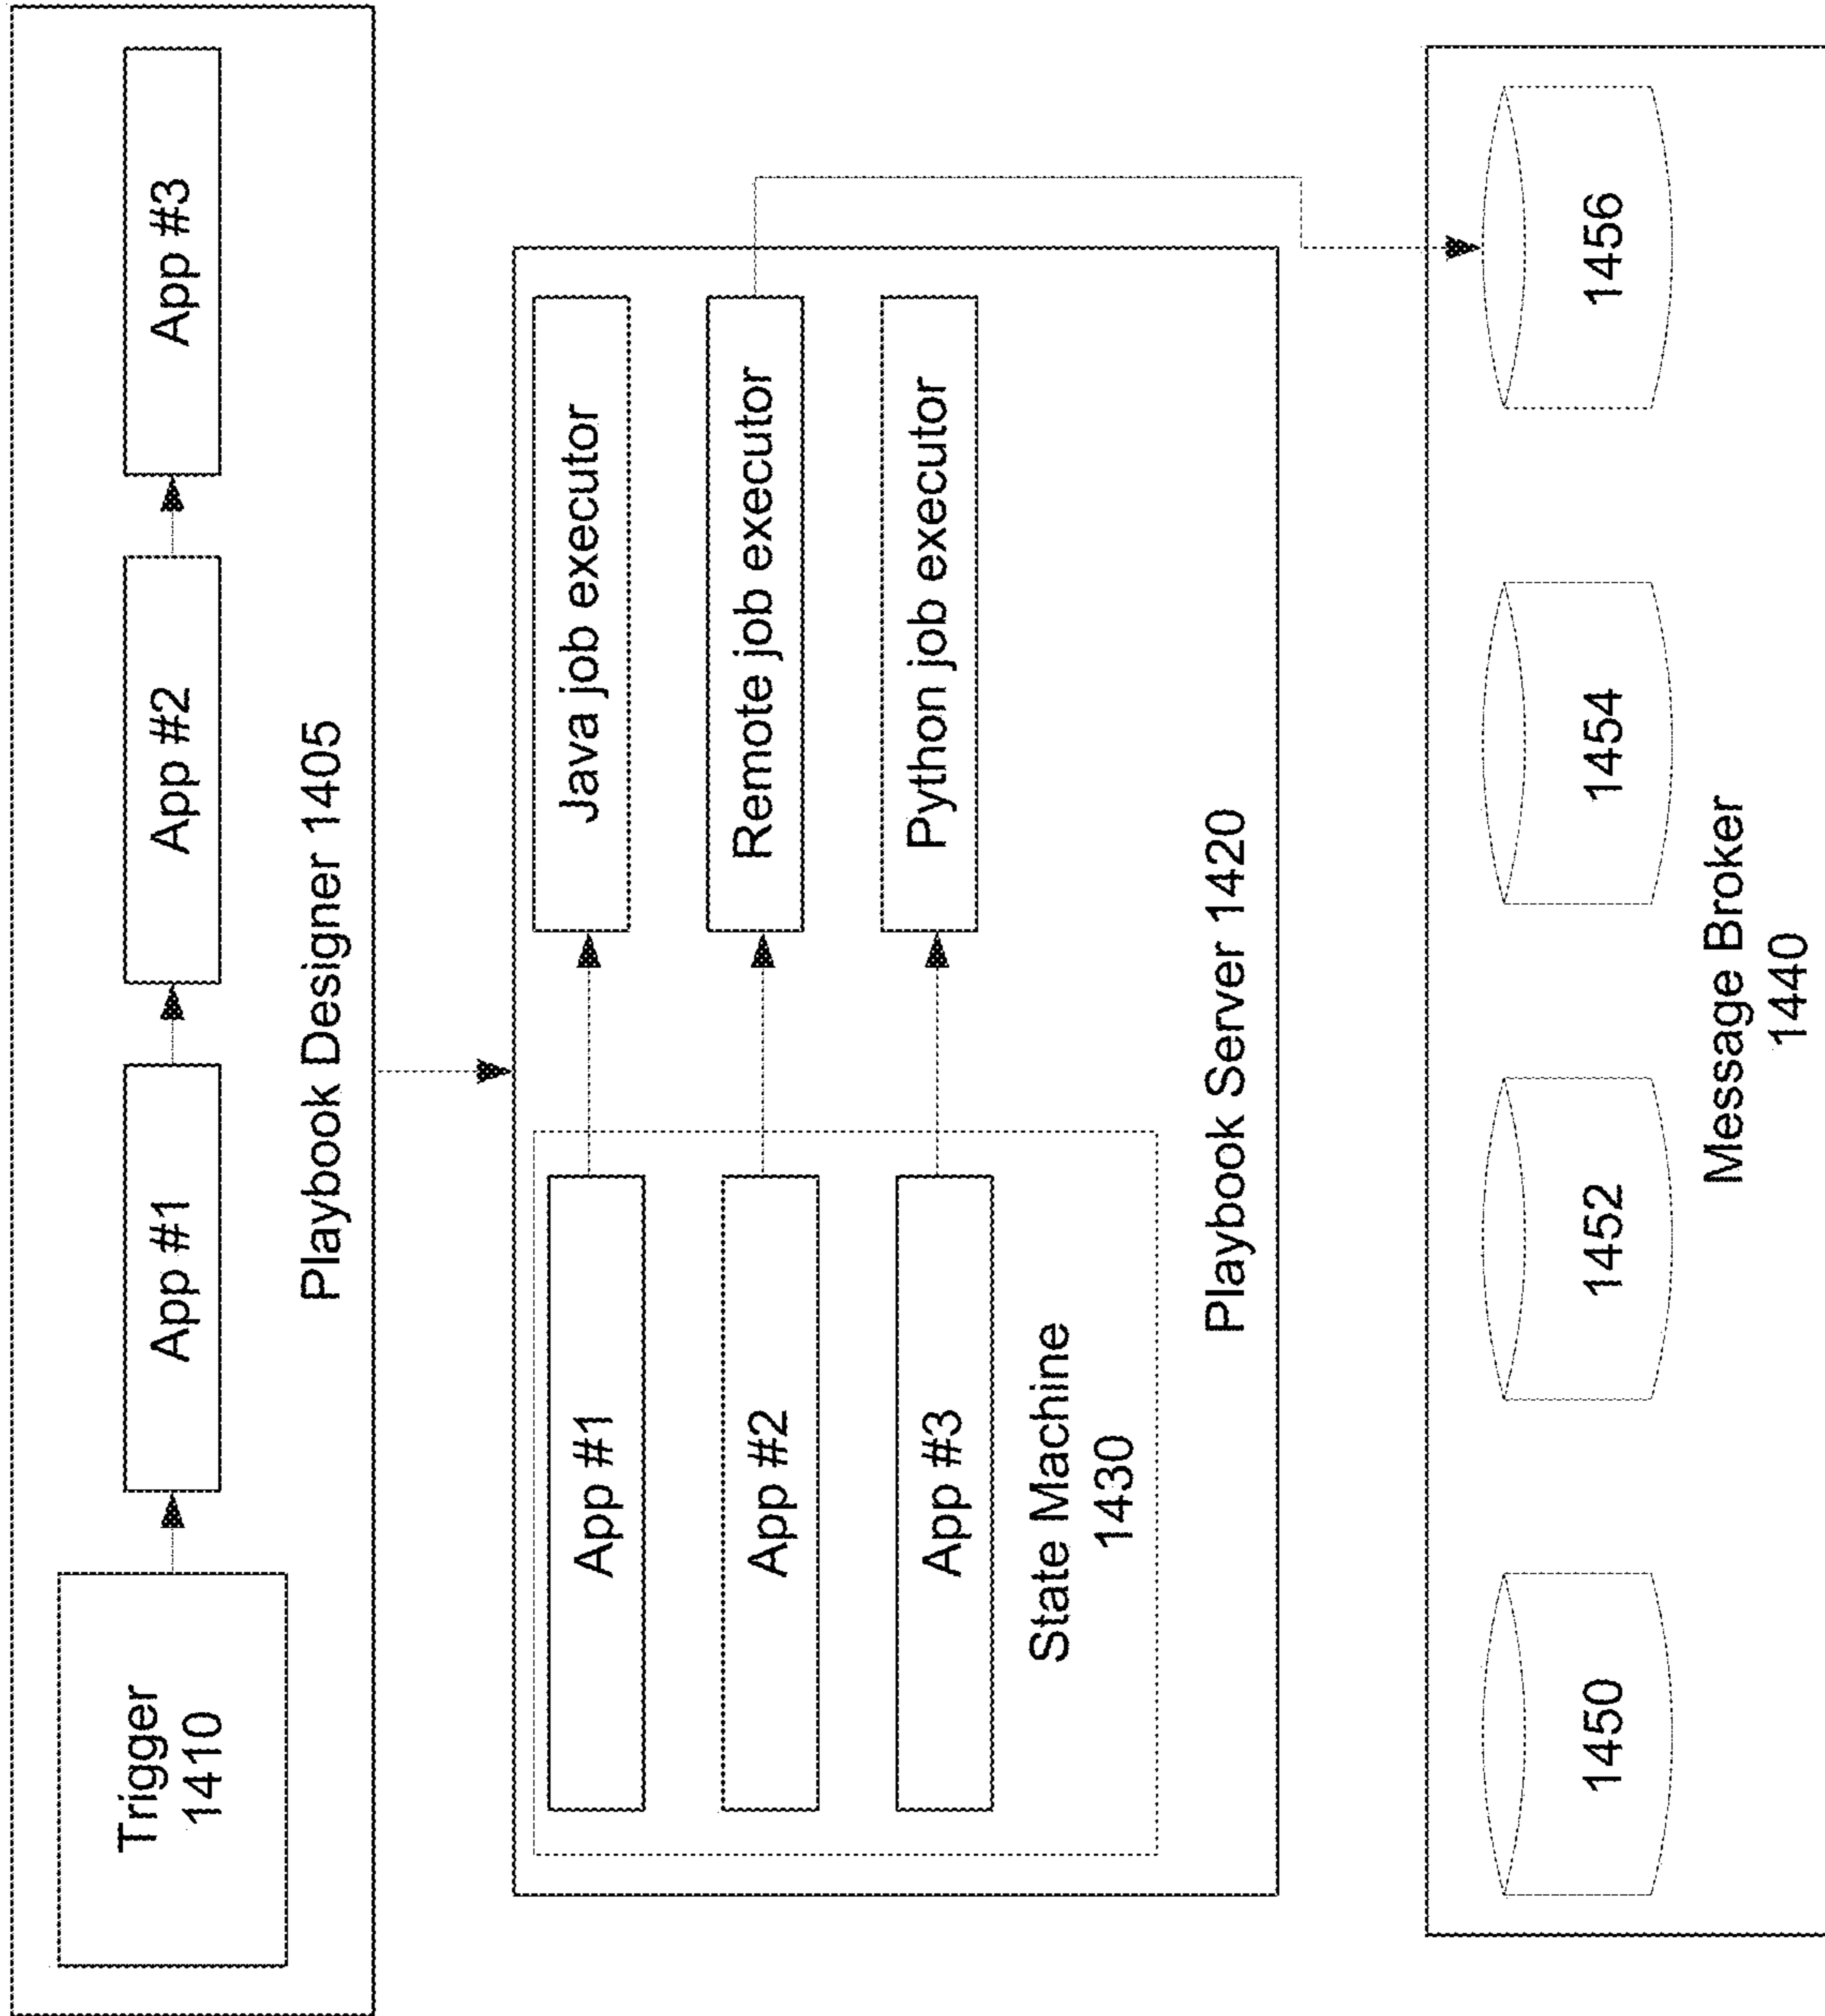 Trigger
1410
App #1
App #2
App #3
Playbook Designer 1405
App #1
Java job executor
App #2
Remote job executor
App #3
Python job executor
State Machine
1430
Playbook Server 1420
1450
1452
1454
1456
Message Broker
1440